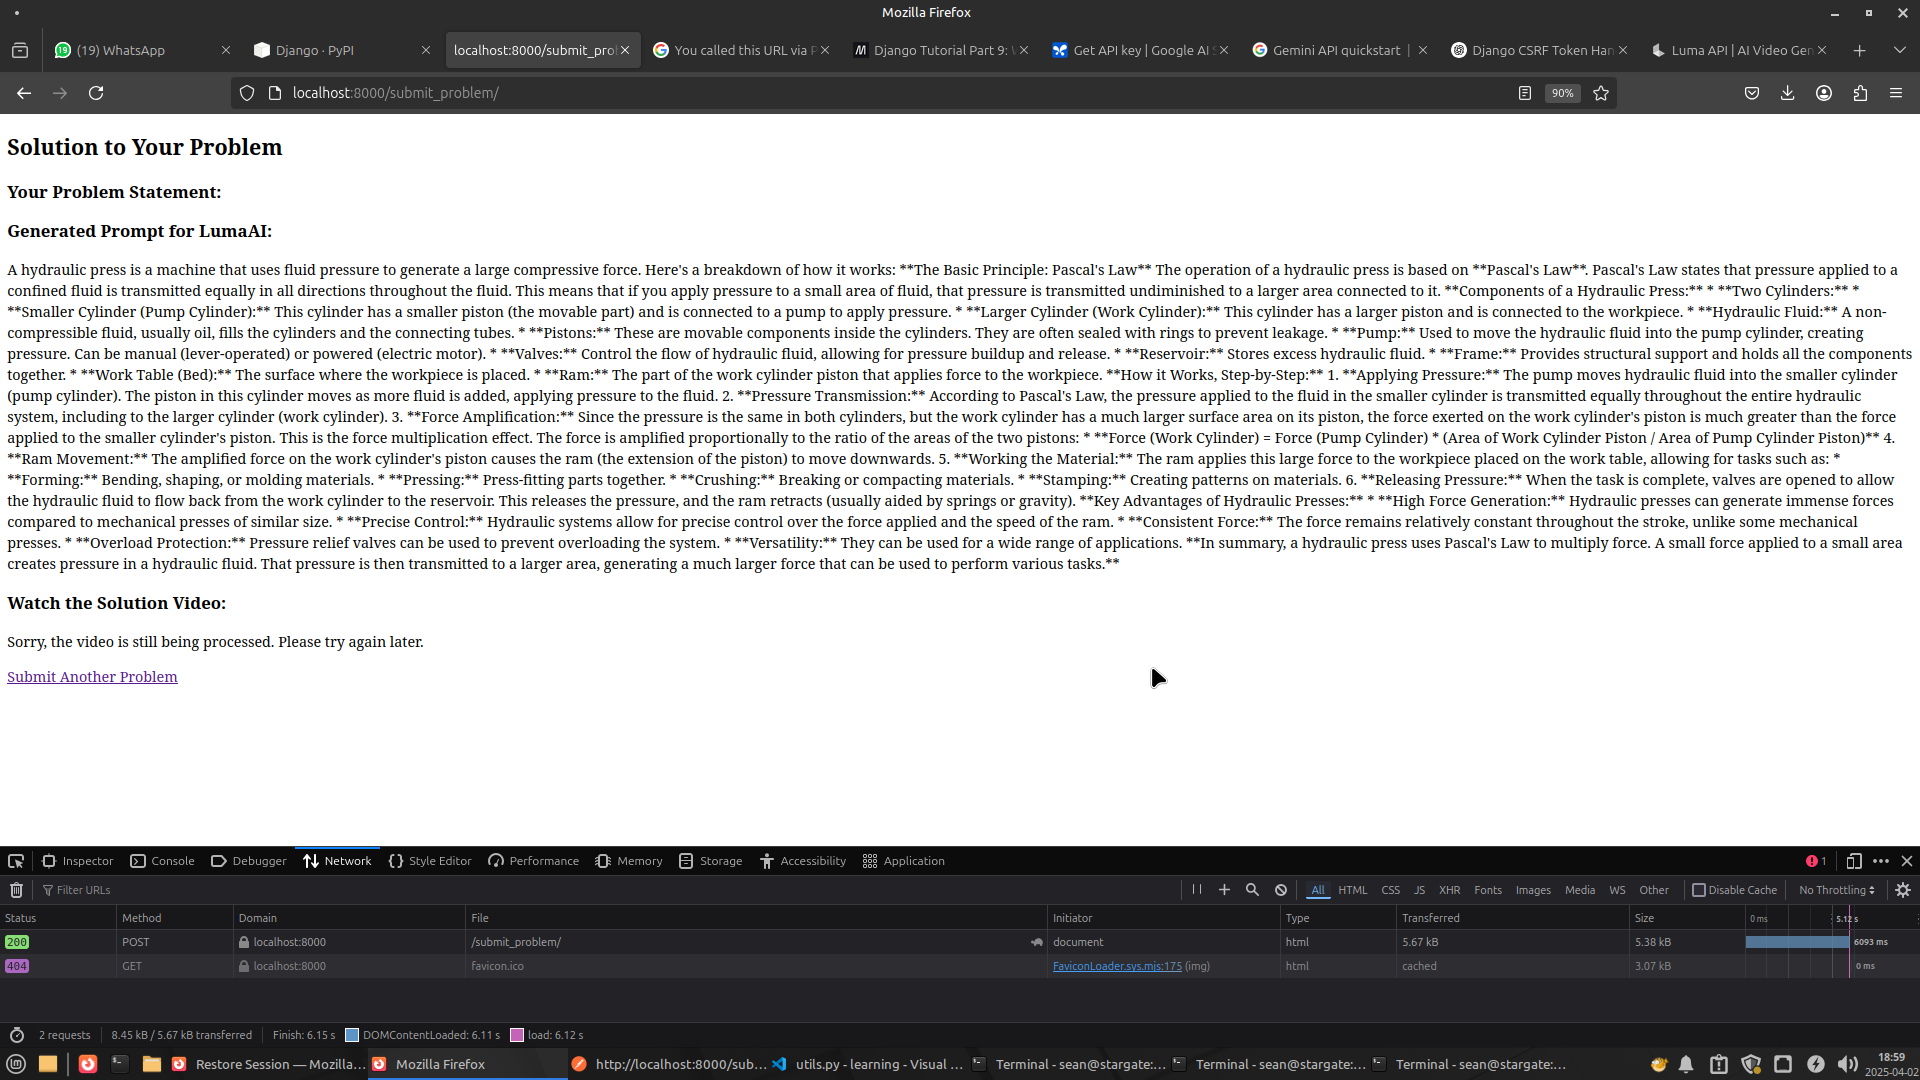 Mozilla Firefox
(19) WhatsApp
Django · PyPI
localhost:8000/submit_pro
You called this URL via P
Django Tutorial Part 9:
Get API key | Google AI S
Gemini API quickstart |
Django CSRF Token Han
Luma API | AI Video Gen
localhost:8000/submit_problem/
90%
Solution to Your Problem
Your Problem Statement:
Generated Prompt for LumaAI:
A hydraulic press is a machine that uses fluid pressure to generate a large compressive force. Here's a breakdown of how it works: **The Basic Principle: Pascal's Law** The operation of a hydraulic press is based on **Pascal's Law**. Pascal's Law states that pressure applied to a
confined fluid is transmitted equally in all directions throughout the fluid. This means that if you apply pressure to a small area of fluid, that pressure is transmitted undiminished to a larger area connected to it. **Components of a Hydraulic Press:** * **Two Cylinders:** *
**Smaller Cylinder (Pump Cylinder):** This cylinder has a smaller piston (the movable part) and is connected to a pump to apply pressure. * **Larger Cylinder (Work Cylinder):** This cylinder has a larger piston and is connected to the workpiece. * **Hydraulic Fluid:** A non-
compressible fluid, usually oil, fills the cylinders and the connecting tubes. * **Pistons:** These are movable components inside the cylinders. They are often sealed with rings to prevent leakage. * **Pump:** Used to move the hydraulic fluid into the pump cylinder, creating
pressure. Can be manual (lever-operated) or powered (electric motor). * **Valves:** Control the flow of hydraulic fluid, allowing for pressure buildup and release. * **Reservoir:** Stores excess hydraulic fluid. * **Frame:** Provides structural support and holds all the components
together. * **Work Table (Bed):** The surface where the workpiece is placed. * **Ram:** The part of the work cylinder piston that applies force to the workpiece. **How it Works, Step-by-Step:** 1. **Applying Pressure:** The pump moves hydraulic fluid into the smaller cylinder
(pump cylinder). The piston in this cylinder moves as more fluid is added, applying pressure to the fluid. 2. **Pressure Transmission:** According to Pascal's Law, the pressure applied to the fluid in the smaller cylinder is transmitted equally throughout the entire hydraulic
system, including to the larger cylinder (work cylinder). 3. **Force Amplification:** Since the pressure is the same in both cylinders, but the work cylinder has a much larger surface area on its piston, the force exerted on the work cylinder's piston is much greater than the force
applied to the smaller cylinder's piston. This is the force multiplication effect. The force is amplified proportionally to the ratio of the areas of the two pistons: * **Force (Work Cylinder) = Force (Pump Cylinder) * (Area of Work Cylinder Piston / Area of Pump Cylinder Piston)** 4.
**Ram Movement:** The amplified force on the work cylinder's piston causes the ram (the extension of the piston) to move downwards. 5. **Working the Material:** The ram applies this large force to the workpiece placed on the work table, allowing for tasks such as: *
**Forming:** Bending, shaping, or molding materials. * **Pressing:** Press-fitting parts together. * **Crushing:** Breaking or compacting materials. * **Stamping:** Creating patterns on materials. 6. **Releasing Pressure:** When the task is complete, valves are opened to allow
the hydraulic fluid to flow back from the work cylinder to the reservoir. This releases the pressure, and the ram retracts (usually aided by springs or gravity). **Key Advantages of Hydraulic Presses:** * **High Force Generation:** Hydraulic presses can generate immense forces
compared to mechanical presses of similar size. * **Precise Control:** Hydraulic systems allow for precise control over the force applied and the speed of the ram. * **Consistent Force:** The force remains relatively constant throughout the stroke, unlike some mechanical
presses. * **Overload Protection:** Pressure relief valves can be used to prevent overloading the system. * **Versatility:** They can be used for a wide range of applications. **In summary, a hydraulic press uses Pascal's Law to multiply force. A small force applied to a small area
creates pressure in a hydraulic fluid. That pressure is then transmitted to a larger area, generating a much larger force that can be used to perform various tasks.**
Watch the Solution Video:
Sorry, the video is still being processed. Please try again later.
Submit Another Problem
Inspector Console Debugger Network Style Editor Performance Memory Storage Accessibility Application 1
Filter URLs All HTML CSS JS XHR Fonts Images Media WS Other Disable Cache No Throttling
Status Method Domain File Initiator Type Transferred Size 0 ms 5.12 s
200 POST localhost:8000 /submit_problem/ document html 5.67 kB 5.38 kB 6093 ms
404 GET localhost:8000 favicon.ico FaviconLoader.sys.mjs:175 (img) html cached 3.07 kB 0 ms
2 requests 8.45 kB / 5.67 kB transferred Finish: 6.15 s DOMContentLoaded: 6.11 s load: 6.12 s
Restore Session — Mozilla...
Mozilla Firefox
http://localhost:8000/sub...
utils.py - learning - Visual ...
Terminal - sean@stargate:...
Terminal - sean@stargate:...
Terminal - sean@stargate:...
18:59
2025-04-02